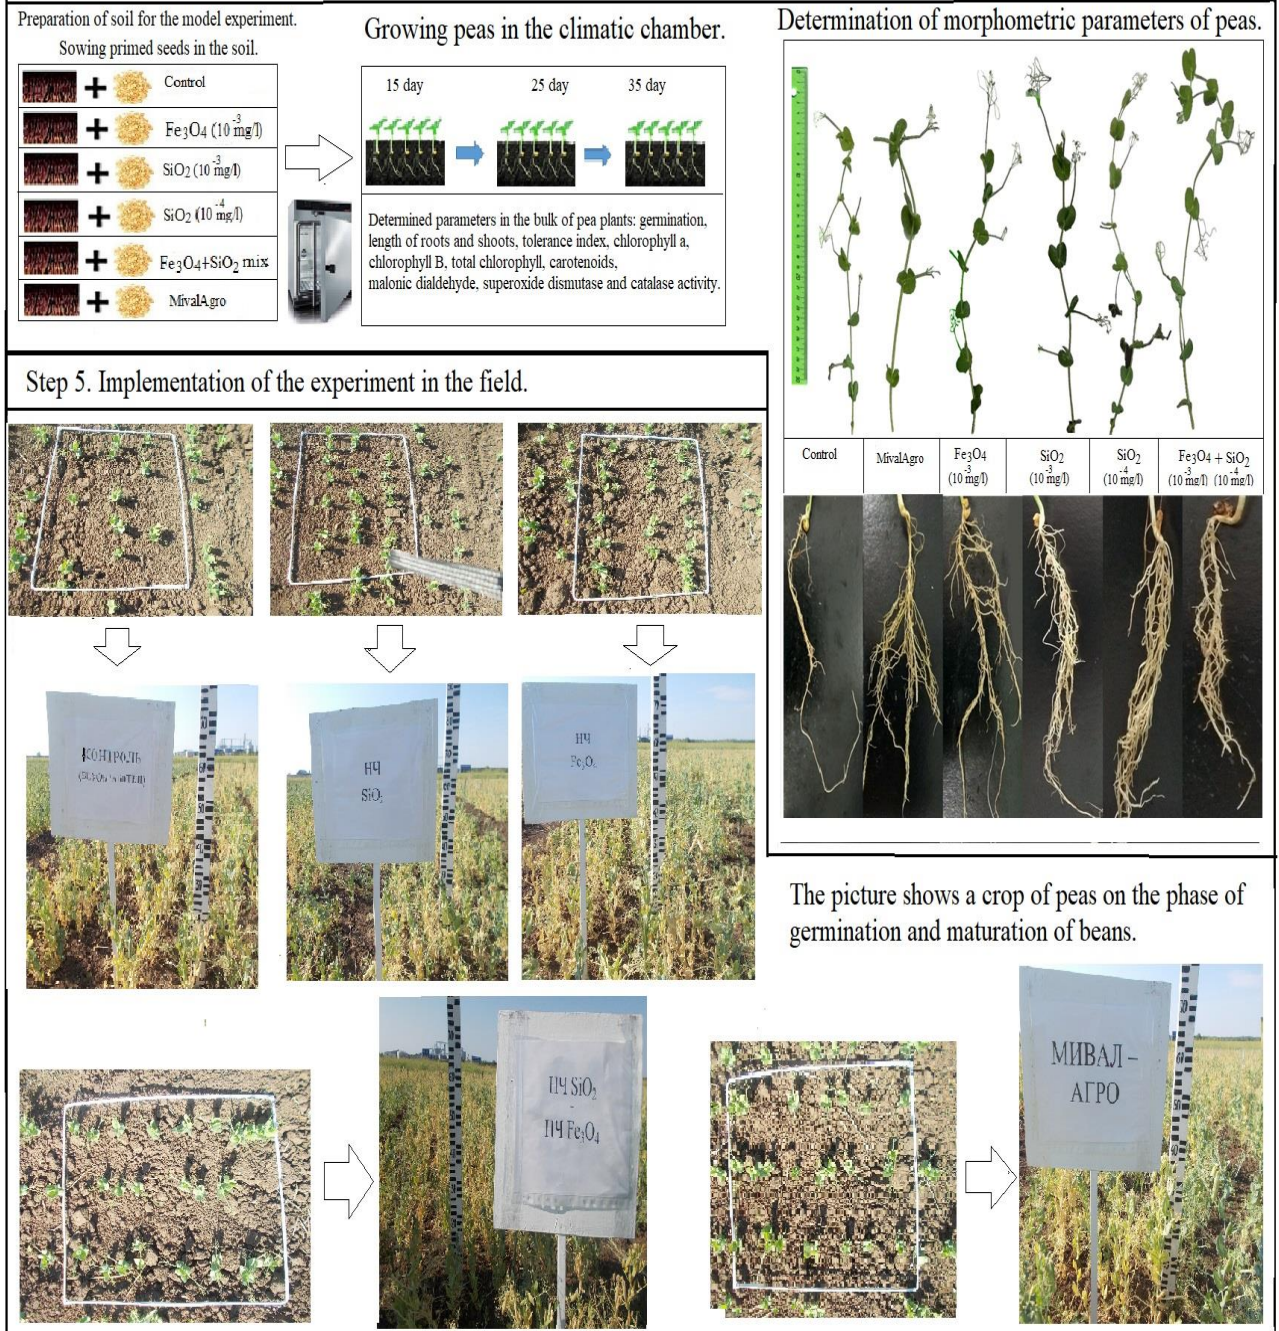 Preparation of soil for the model experiment.
Sowing primed seeds in the soil.
Control
Fe₃O₄ (10⁻³ mg/l)
SiO₂ (10⁻³ mg/l)
SiO₂ (10⁻⁴ mg/l)
Fe₃O₄+SiO₂ mix
MivalAgro
Growing peas in the climatic chamber.
15 day 25 day 35 day
Determined parameters in the bulk of pea plants: germination,
length of roots and shoots, tolerance index, chlorophyll a,
chlorophyll B, total chlorophyll, carotenoids,
malonic dialdehyde, superoxide dismutase and catalase activity.
Determination of morphometric parameters of peas.
Control
MivalAgro
Fe₃O₄
(10⁻³ mg/l)
SiO₂
(10⁻³ mg/l)
SiO₂
(10⁻⁴ mg/l)
Fe₃O₄ + SiO₂
(10⁻³ mg/l) (10⁻⁴ mg/l)
Step 5. Implementation of the experiment in the field.
КОНТРОЛЬ
НЧ
SiO₂
НЧ
Fe₃O₄
The picture shows a crop of peas on the phase of
germination and maturation of beans.
НЧ SiO₂
-
НЧ Fe₃O₄
МИВАЛ –
АГРО